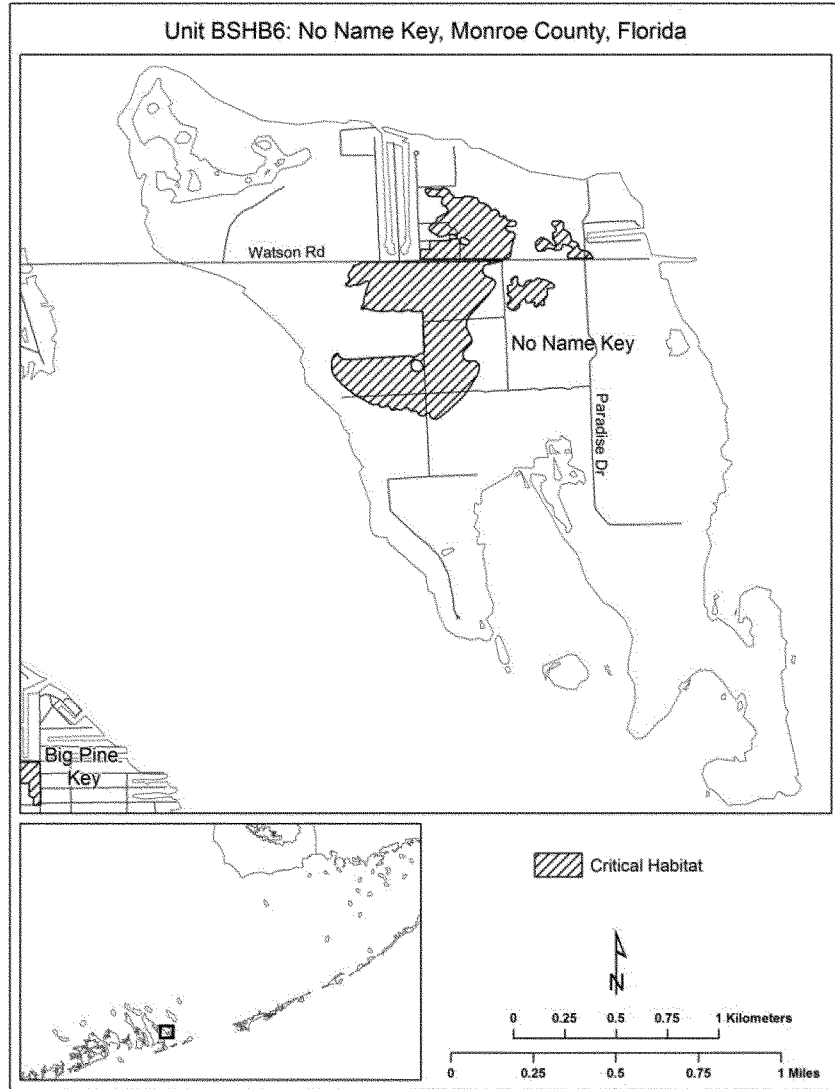 Unit BSHB6: No Name Key, Monroe County, Florida
Watson Rd
No Name Key
Paradise Dr
Big Pine
Key
Critical Habitat
N
0 0.25 0.5 0.75 1 Kilometers
0 0.25 0.5 0.75 1 Miles